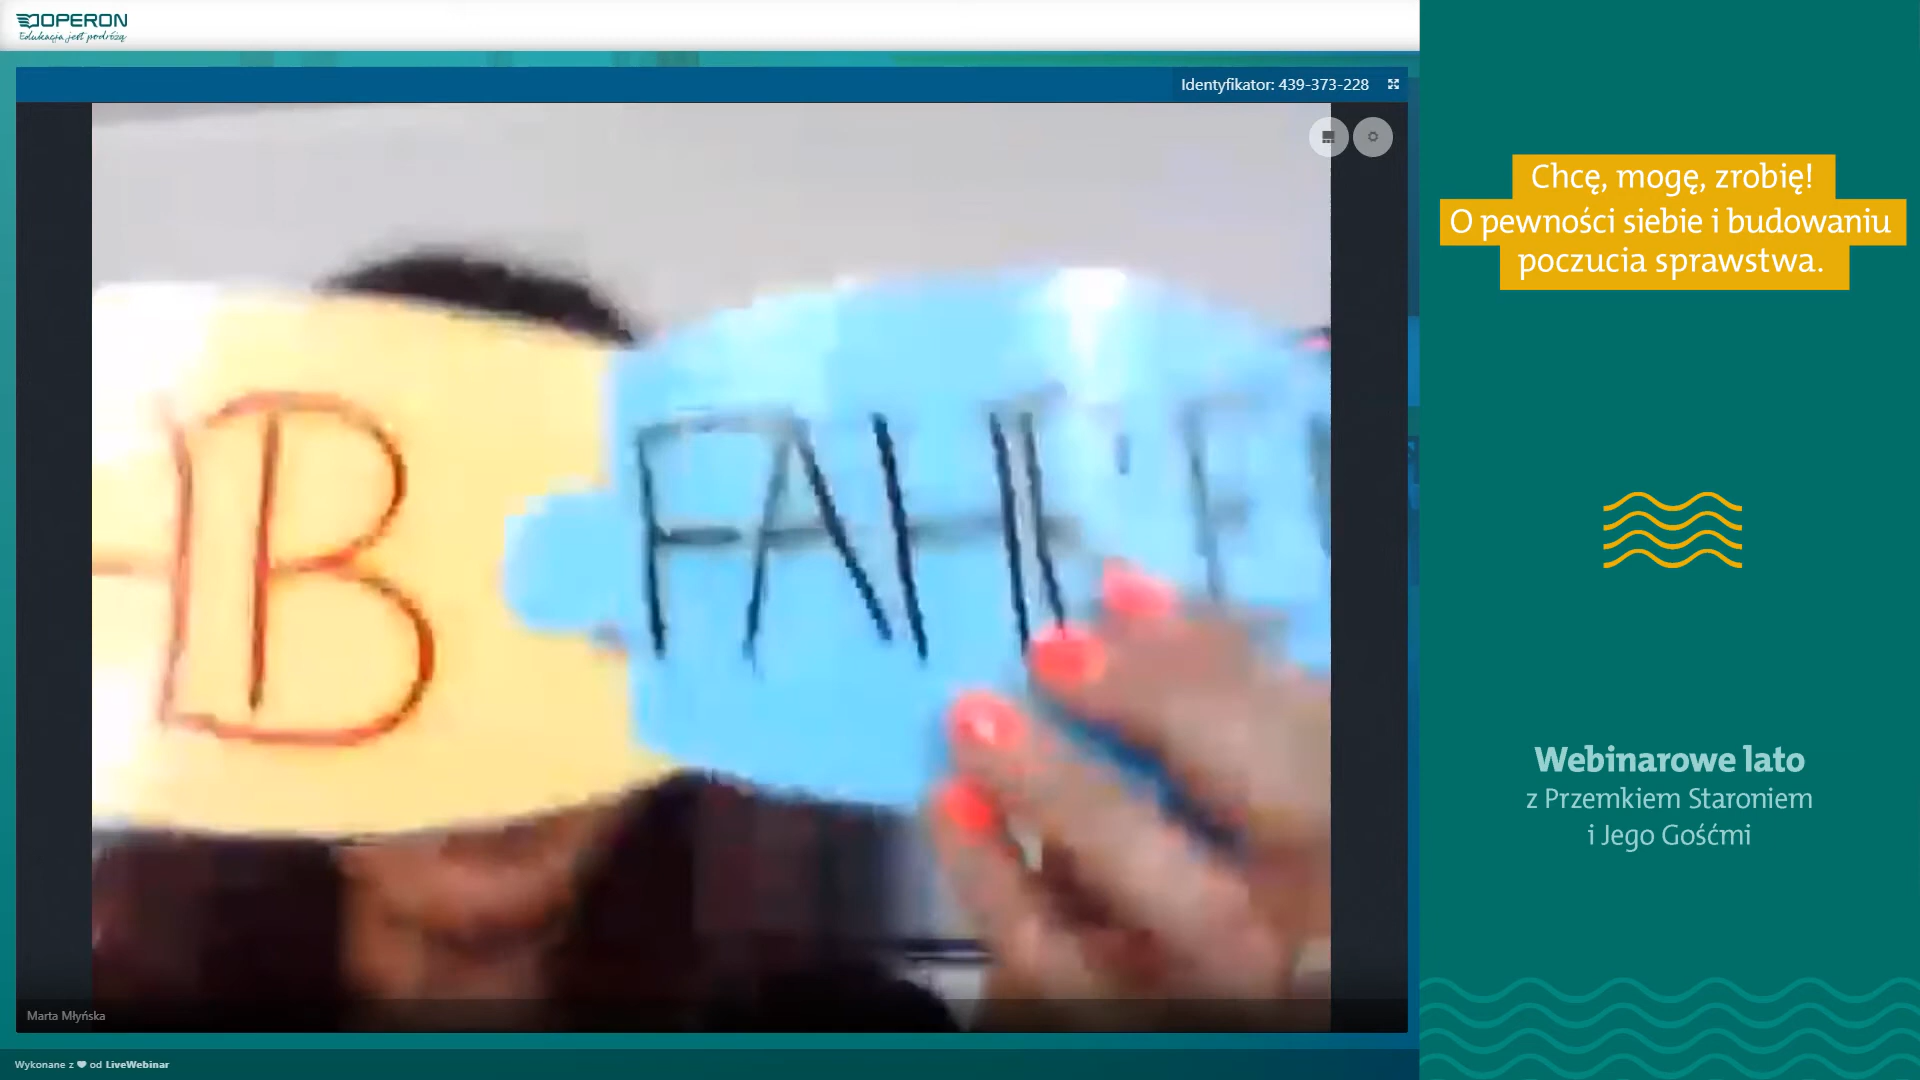 OPERON
Edukacja jest podróżą
Identyfikator: 439-373-228
Chcę, mogę, zrobię!
O pewności siebie i budowaniu
poczucia sprawstwa.
B
Webinarowe lato
z Przemkiem Staroniem
i Jego Gośćmi
Marta Młyńska
Wykonane z ❤ od LiveWebinar